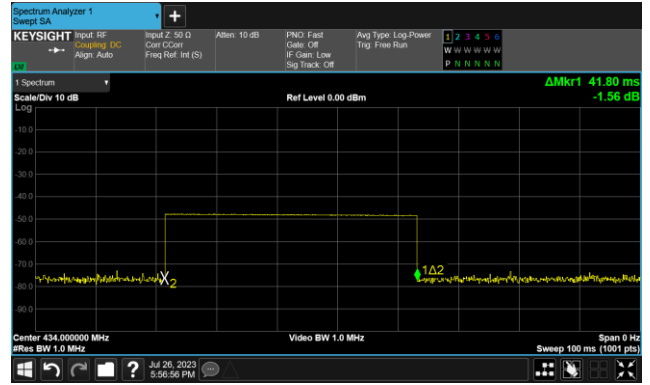 Spectrum Analyzer 1
Swept SA
+
KEYSIGHT
Input: RF
Coupling: DC
Align: Auto
Input Z: 50 Ω
Corr CCorr
Freq Ref: Int (S)
Atten: 10 dB
PNO: Fast
Gate: Off
IF Gain: Low
Sig Track: Off
Avg Type: Log-Power
Trig: Free Run
1 2 3 4 5 6
W W W W W W
P N N N N N
1 Spectrum
ΔMkr1 41.80 ms
Scale/Div 10 dB
Ref Level 0.00 dBm
-1.56 dB
Log
-10.0
-20.0
-30.0
-40.0
-50.0
-60.0
-70.0
-80.0
-90.0
1Δ2
X2
Center 434.000000 MHz
Video BW 1.0 MHz
Span 0 Hz
#Res BW 1.0 MHz
Sweep 100 ms (1001 pts)
?
Jul 26, 2023
5:56:56 PM